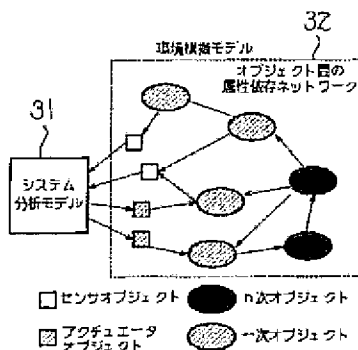 32
環境模擬モデル
オブジェクト間の
属性依存ネットワーク
31
システム
分析モデル
センサオブジェクト
n次オブジェクト
アクチュエータ
オブジェクト
一次オブジェクト